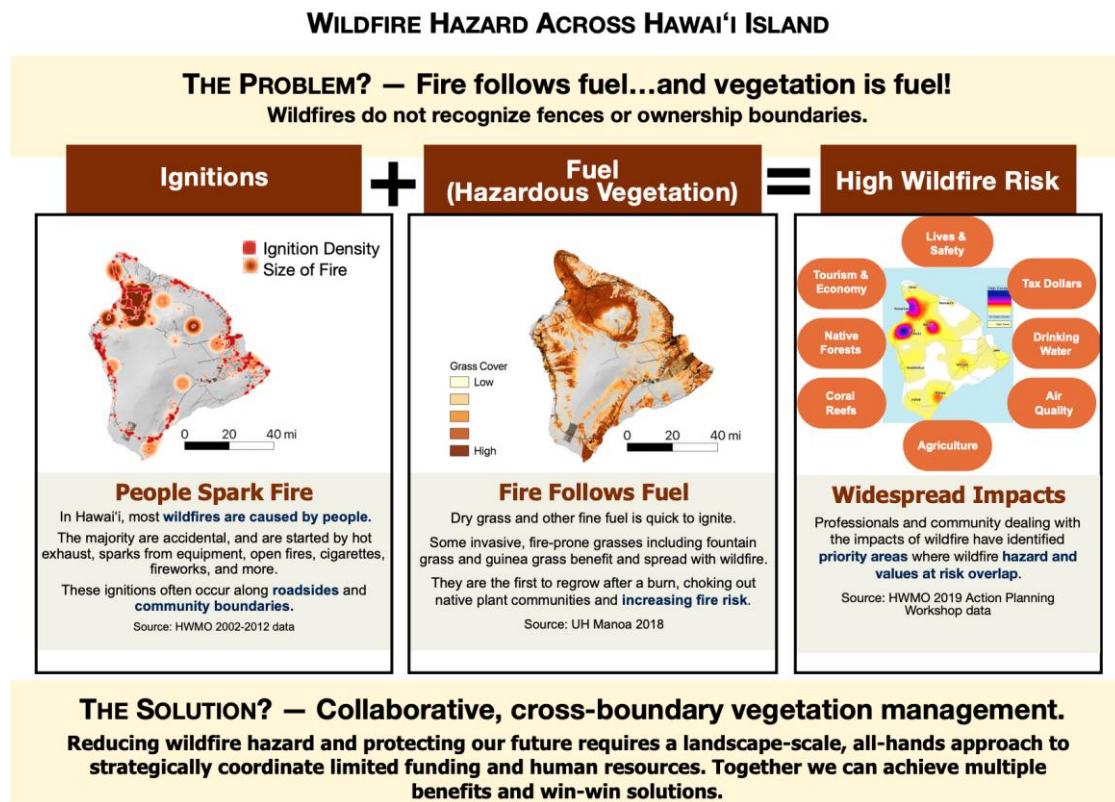 WILDFIRE HAZARD ACROSS HAWAI‘I ISLAND
THE PROBLEM? — Fire follows fuel...and vegetation is fuel!
Wildfires do not recognize fences or ownership boundaries.
Ignitions
+
Fuel
(Hazardous Vegetation)
=
High Wildfire Risk
Ignition Density
Size of Fire
0 20 40 mi
People Spark Fire
In Hawai‘i, most wildfires are caused by people.
The majority are accidental, and are started by hot
exhaust, sparks from equipment, open fires, cigarettes,
fireworks, and more.
These ignitions often occur along roadsides and
community boundaries.
Source: HWMO 2002-2012 data
Grass Cover
Low
High
0 20 40 mi
Fire Follows Fuel
Dry grass and other fine fuel is quick to ignite.
Some invasive, fire-prone grasses including fountain
grass and guinea grass benefit and spread with wildfire.
They are the first to regrow after a burn, choking out
native plant communities and increasing fire risk.
Source: UH Manoa 2018
Lives &
Safety
Tourism &
Economy
Tax Dollars
Native
Forests
Drinking
Water
Coral
Reefs
Air
Quality
Agriculture
Widespread Impacts
Professionals and community dealing with
the impacts of wildfire have identified
priority areas where wildfire hazard and
values at risk overlap.
Source: HWMO 2019 Action Planning
Workshop data
THE SOLUTION? — Collaborative, cross-boundary vegetation management.
Reducing wildfire hazard and protecting our future requires a landscape-scale, all-hands approach to
strategically coordinate limited funding and human resources. Together we can achieve multiple
benefits and win-win solutions.